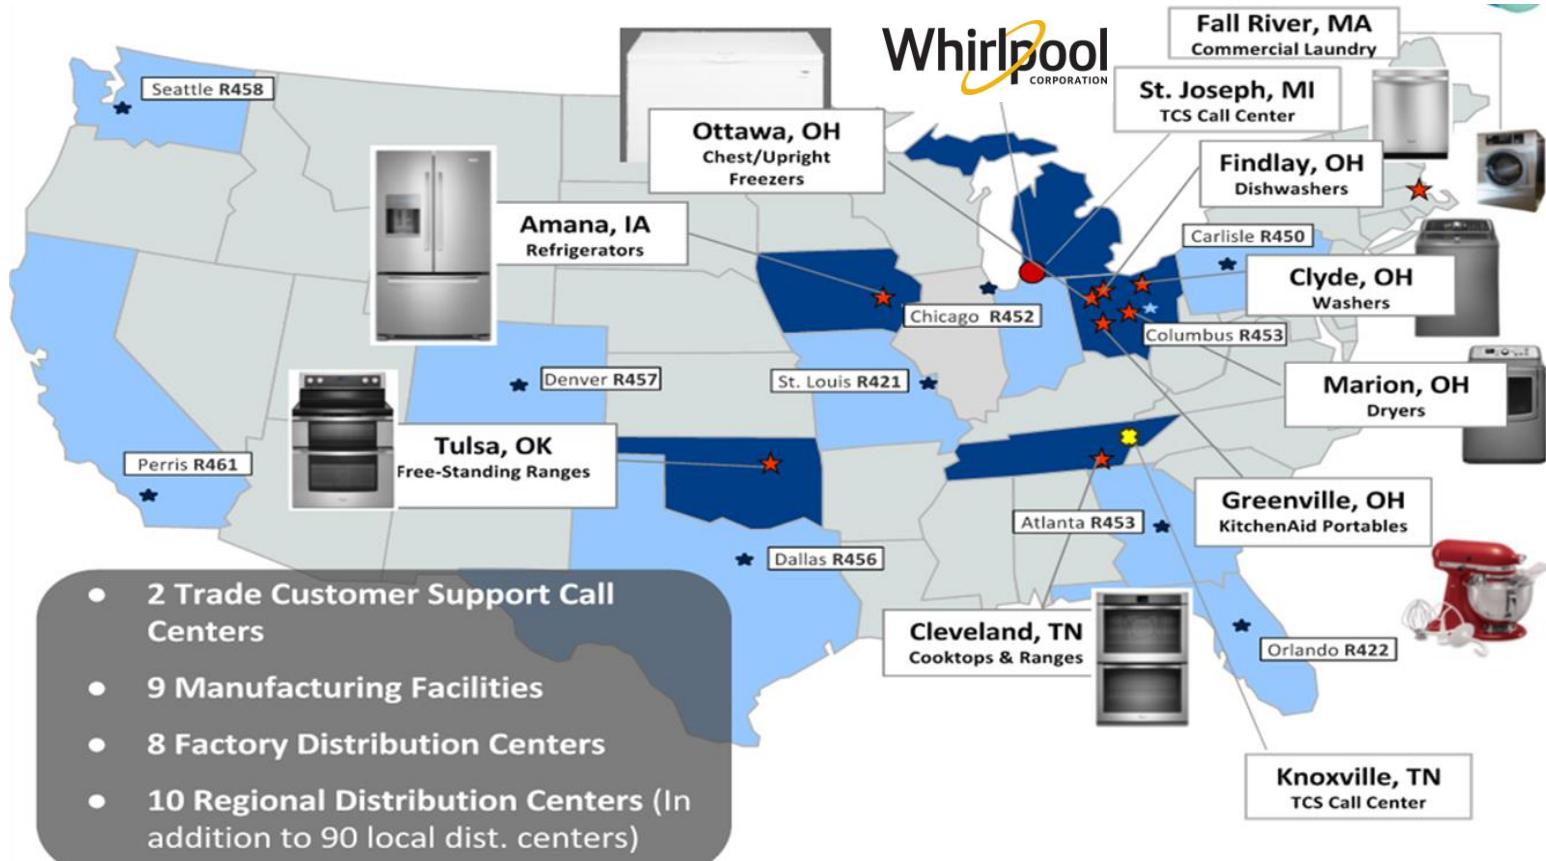 Whirlpool
CORPORATION
Fall River, MA
Commercial Laundry
St. Joseph, MI
TCS Call Center
Seattle R458
Ottawa, OH
Chest/Upright
Freezers
Findlay, OH
Dishwashers
Amana, IA
Refrigerators
Carlisle R450
Clyde, OH
Washers
Chicago R452
Columbus R453
Denver R457
St. Louis R421
Marion, OH
Dryers
Tulsa, OK
Free-Standing Ranges
Perris R461
Greenville, OH
KitchenAid Portables
Atlanta R453
Dallas R456
Cleveland, TN
Cooktops & Ranges
Orlando R422
Knoxville, TN
TCS Call Center
• 2 Trade Customer Support Call
Centers
• 9 Manufacturing Facilities
• 8 Factory Distribution Centers
• 10 Regional Distribution Centers (In
addition to 90 local dist. centers)